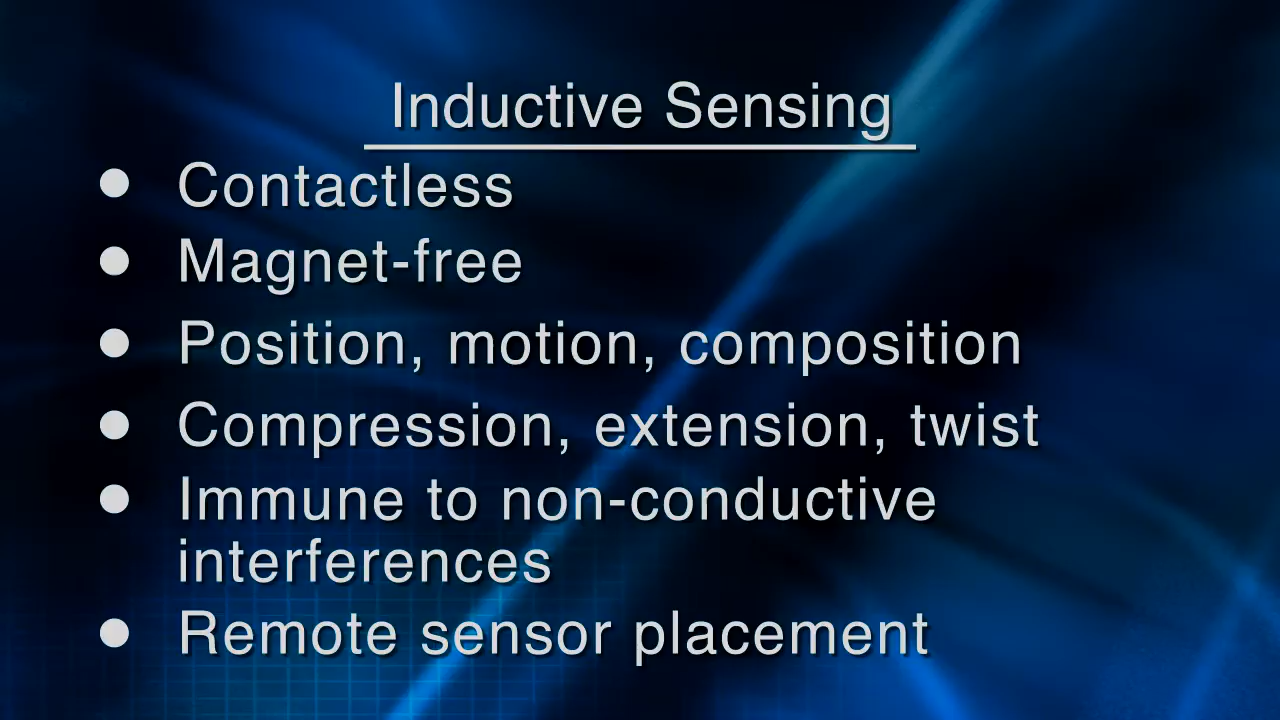 Inductive Sensing
● Contactless
● Magnet-free
● Position, motion, composition
● Compression, extension, twist
● Immune to non-conductive
interferences
● Remote sensor placement